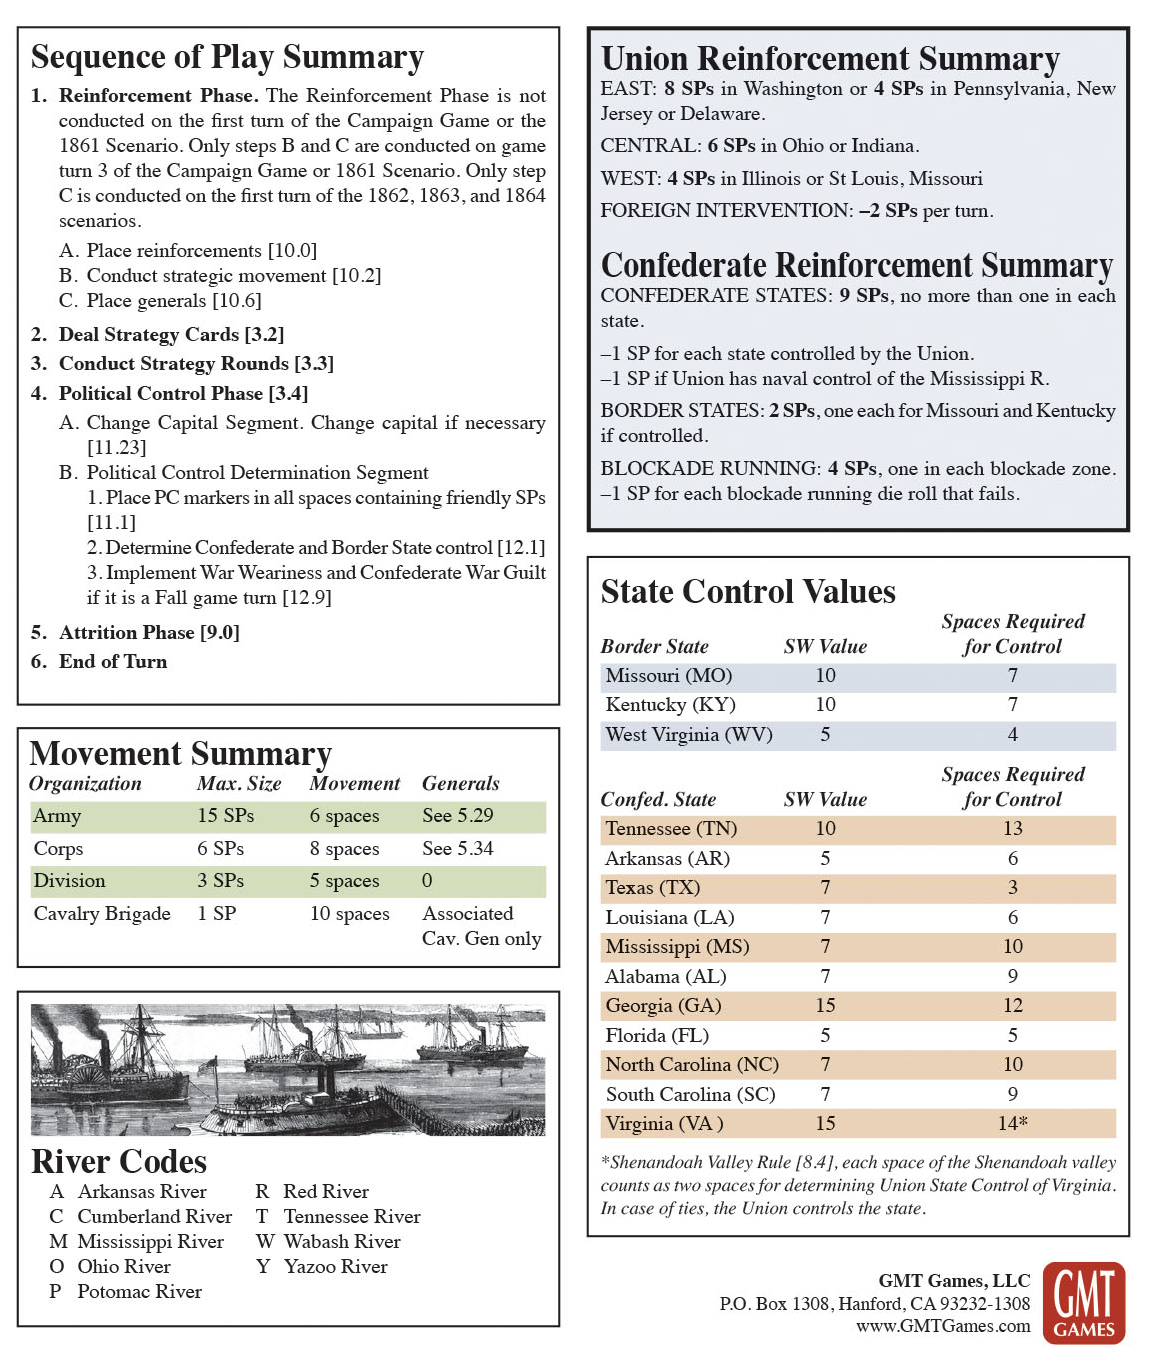 Sequence of Play Summary
1. Reinforcement Phase. The Reinforcement Phase is not
conducted on the first turn of the Campaign Game or the
1861 Scenario. Only steps B and C are conducted on game
turn 3 of the Campaign Game or 1861 Scenario. Only step
C is conducted on the first turn of the 1862, 1863, and 1864
scenarios.
A. Place reinforcements [10.0]
B. Conduct strategic movement [10.2]
C. Place generals [10.6]
2. Deal Strategy Cards [3.2]
3. Conduct Strategy Rounds [3.3]
4. Political Control Phase [3.4]
A. Change Capital Segment. Change capital if necessary
[11.23]
B. Political Control Determination Segment
1. Place PC markers in all spaces containing friendly SPs
[11.1]
2. Determine Confederate and Border State control [12.1]
3. Implement War Weariness and Confederate War Guilt
if it is a Fall game turn [12.9]
5. Attrition Phase [9.0]
6. End of Turn
Movement Summary
Organization Max. Size Movement Generals
Army 15 SPs 6 spaces See 5.29
Corps 6 SPs 8 spaces See 5.34
Division 3 SPs 5 spaces 0
Cavalry Brigade 1 SP 10 spaces Associated
Cav. Gen only
River Codes
A Arkansas River R Red River
C Cumberland River T Tennessee River
M Mississippi River W Wabash River
O Ohio River Y Yazoo River
P Potomac River
Union Reinforcement Summary
EAST: 8 SPs in Washington or 4 SPs in Pennsylvania, New
Jersey or Delaware.
CENTRAL: 6 SPs in Ohio or Indiana.
WEST: 4 SPs in Illinois or St Louis, Missouri
FOREIGN INTERVENTION: –2 SPs per turn.
Confederate Reinforcement Summary
CONFEDERATE STATES: 9 SPs, no more than one in each
state.
–1 SP for each state controlled by the Union.
–1 SP if Union has naval control of the Mississippi R.
BORDER STATES: 2 SPs, one each for Missouri and Kentucky
if controlled.
BLOCKADE RUNNING: 4 SPs, one in each blockade zone.
–1 SP for each blockade running die roll that fails.
State Control Values
Spaces Required
Border State SW Value for Control
Missouri (MO) 10 7
Kentucky (KY) 10 7
West Virginia (WV) 5 4
Spaces Required
Confed. State SW Value for Control
Tennessee (TN) 10 13
Arkansas (AR) 5 6
Texas (TX) 7 3
Louisiana (LA) 7 6
Mississippi (MS) 7 10
Alabama (AL) 7 9
Georgia (GA) 15 12
Florida (FL) 5 5
North Carolina (NC) 7 10
South Carolina (SC) 7 9
Virginia (VA ) 15 14*
*Shenandoah Valley Rule [8.4], each space of the Shenandoah valley
counts as two spaces for determining Union State Control of Virginia.
In case of ties, the Union controls the state.
GMT Games, LLC
P.O. Box 1308, Hanford, CA 93232-1308
www.GMTGames.com
GMT
GAMES